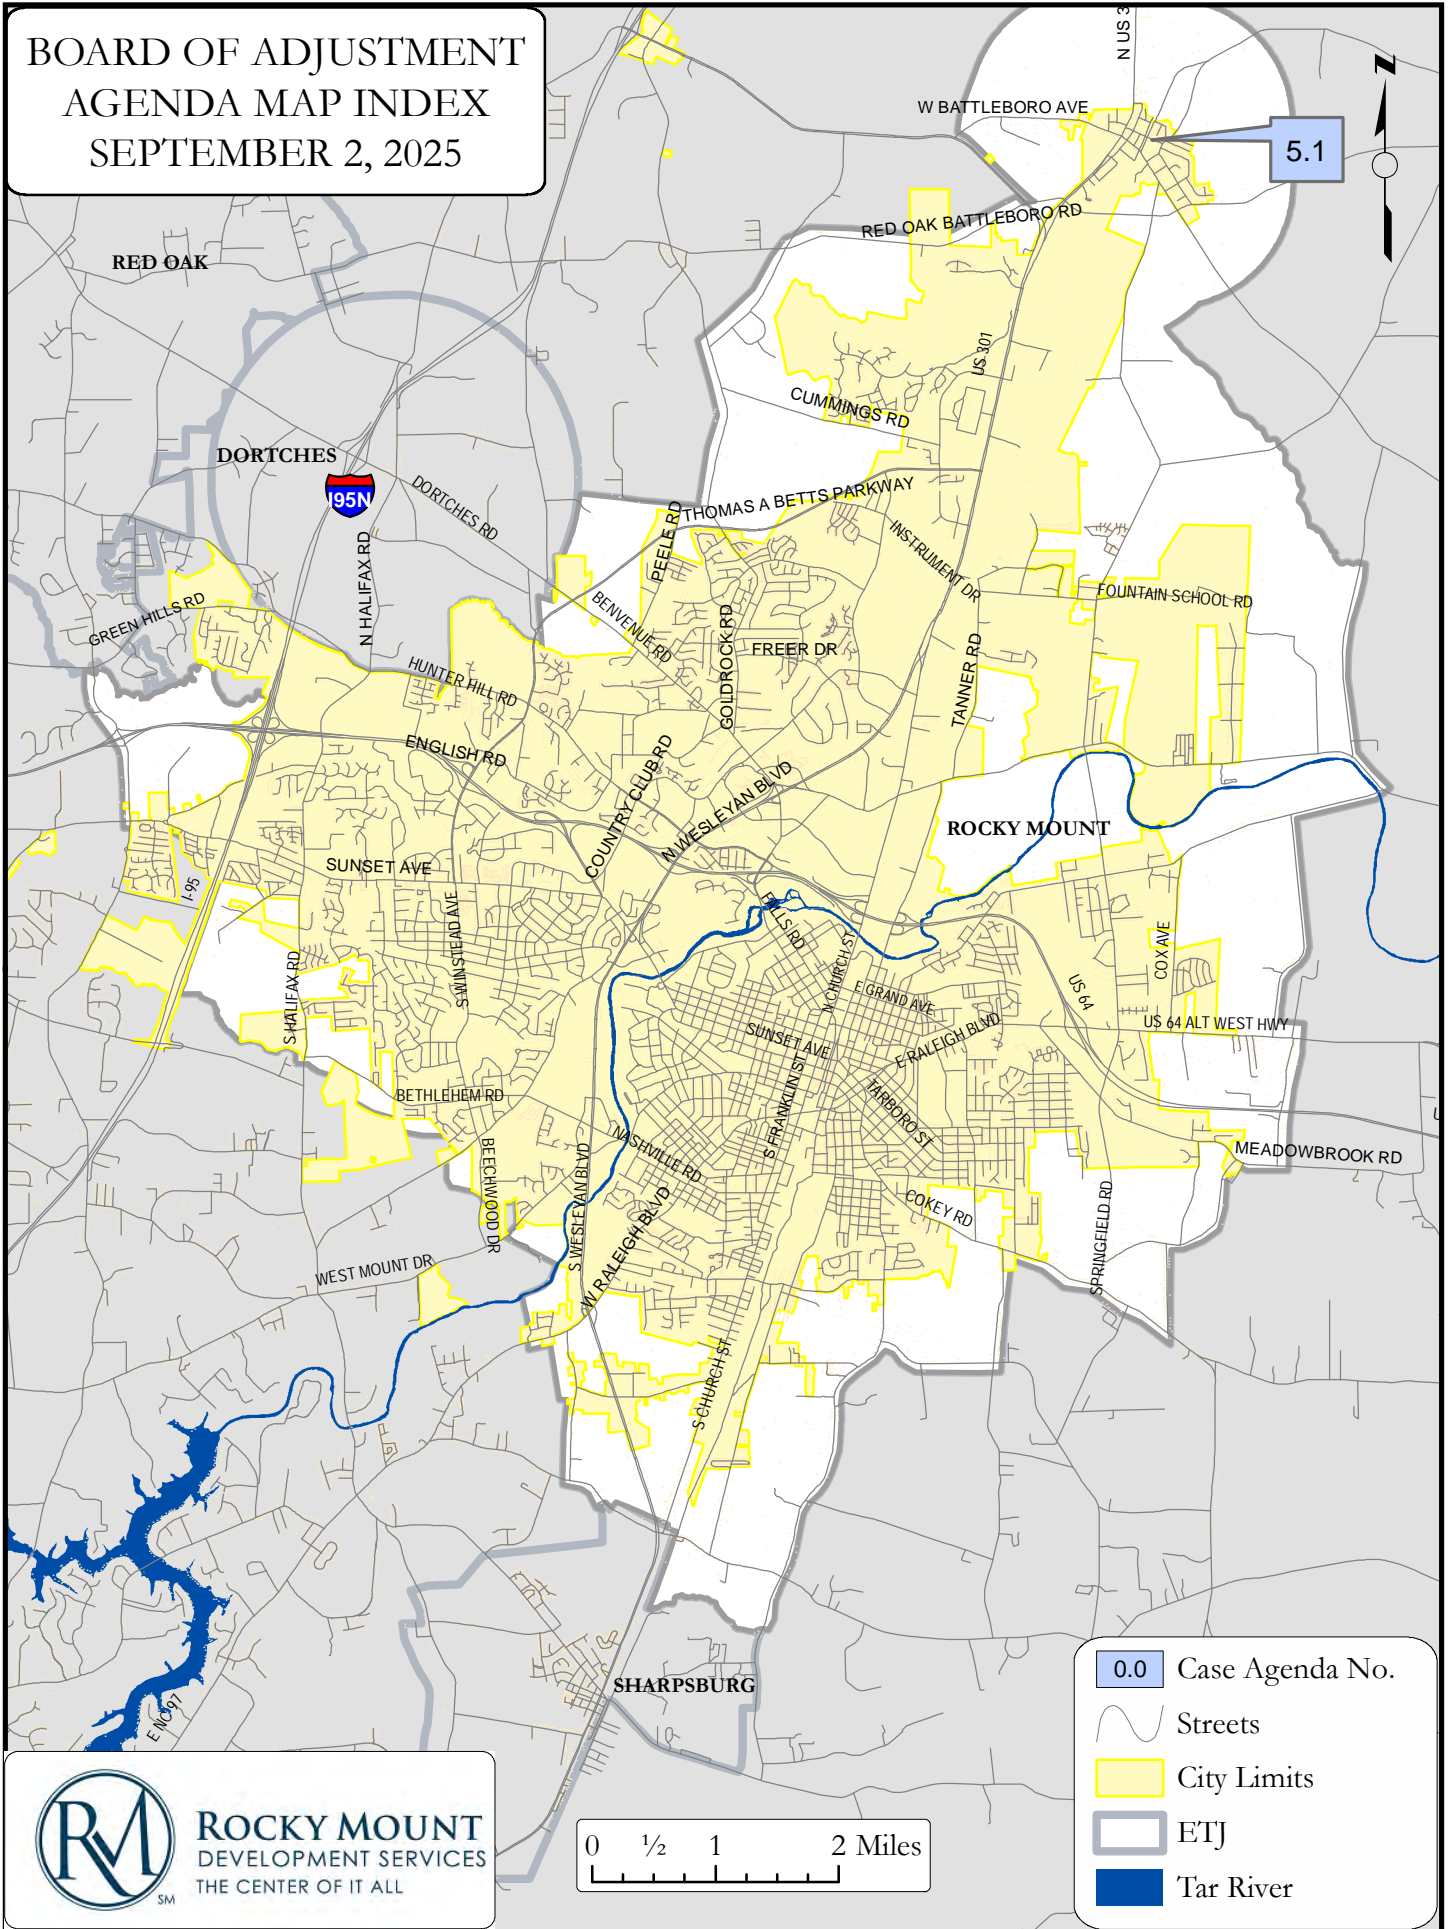 BOARD OF ADJUSTMENT
AGENDA MAP INDEX
SEPTEMBER 2, 2025
N US 3
W BATTLEBORO AVE
5.1
N
RED OAK BATTLEBORO RD
RED OAK
US 301
CUMMINGS RD
DORTCHES
I95N
DORTCHES RD
THOMAS A BETTS PARKWAY
PEELE RD
INSTRUMENT DR
N HALIFAX RD
FOUNTAIN SCHOOL RD
GREEN HILLS RD
BENVENUE RD
GOLDROCK RD
FREER DR
TANNER RD
HUNTER HILL RD
ENGLISH RD
COUNTRY CLUB RD
N WESLEYAN BLVD
ROCKY MOUNT
SUNSET AVE
I-95
S WINSTEAD AVE
FALLS RD
N CHURCH ST
COX AVE
S HALIFAX RD
E GRAND AVE
US 64
US 64 ALT WEST HWY
SUNSET AVE
E RALEIGH BLVD
BETHLEHEM RD
S FRANKLIN ST
TARBORO ST
BEECHWOOD DR
NASHVILLE RD
MEADOWBROOK RD
S WESLEYAN BLVD
W RALEIGH BLVD
COKEY RD
SPRINGFIELD RD
WEST MOUNT DR
S CHURCH ST
SHARPSBURG
E NC 97
U
0.0 Case Agenda No.
Streets
City Limits
ETJ
Tar River
RM
SM
ROCKY MOUNT
DEVELOPMENT SERVICES
THE CENTER OF IT ALL
0 ½ 1 2 Miles